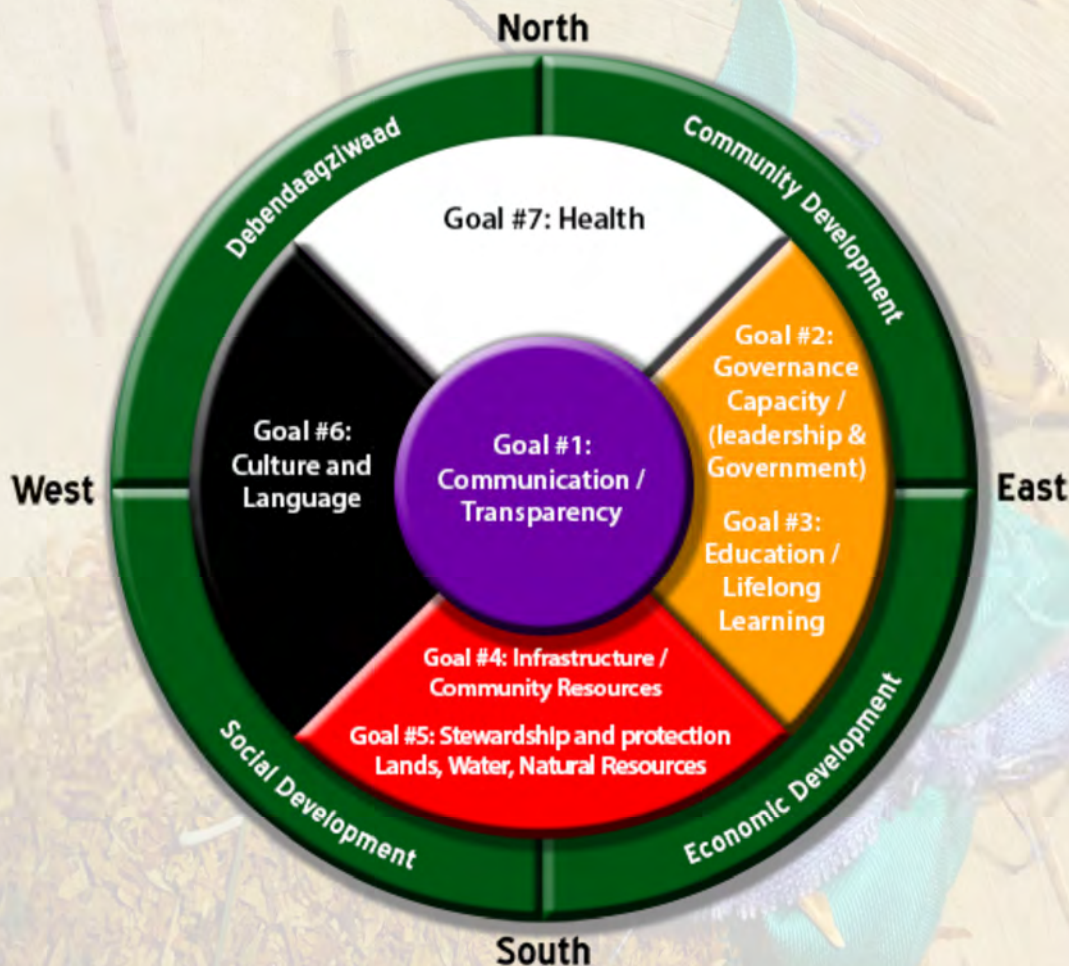 North
Debendaagziwaad
Community Development
Goal #7: Health
Goal #2:
Governance
Capacity /
(leadership &
Government)
Goal #3:
Education /
Lifelong
Learning
Goal #6:
Culture and
Language
Goal #1:
Communication /
Transparency
West
East
Goal #4: Infrastructure /
Community Resources
Goal #5: Stewardship and protection
Lands, Water, Natural Resources
Social Development
Economic Development
South